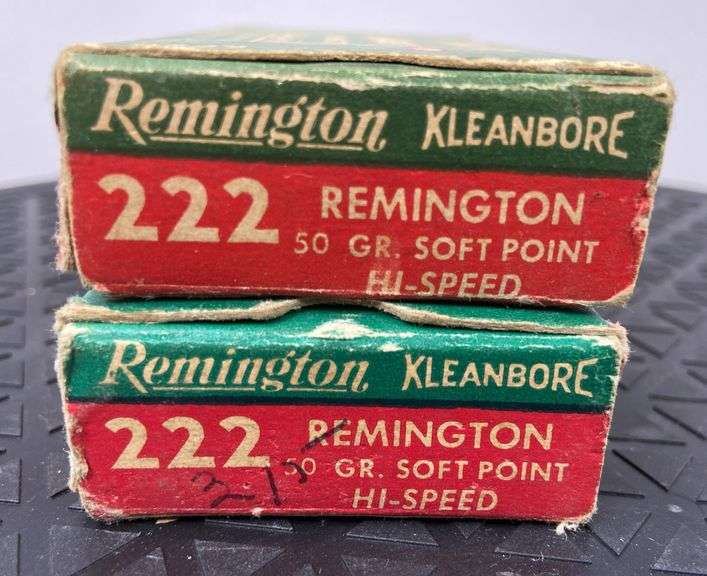 Remington KLEANBORE
222 REMINGTON
50 GR. SOFT POINT
HI-SPEED
Remington KLEANBORE
222 REMINGTON
50 GR. SOFT POINT
HI-SPEED